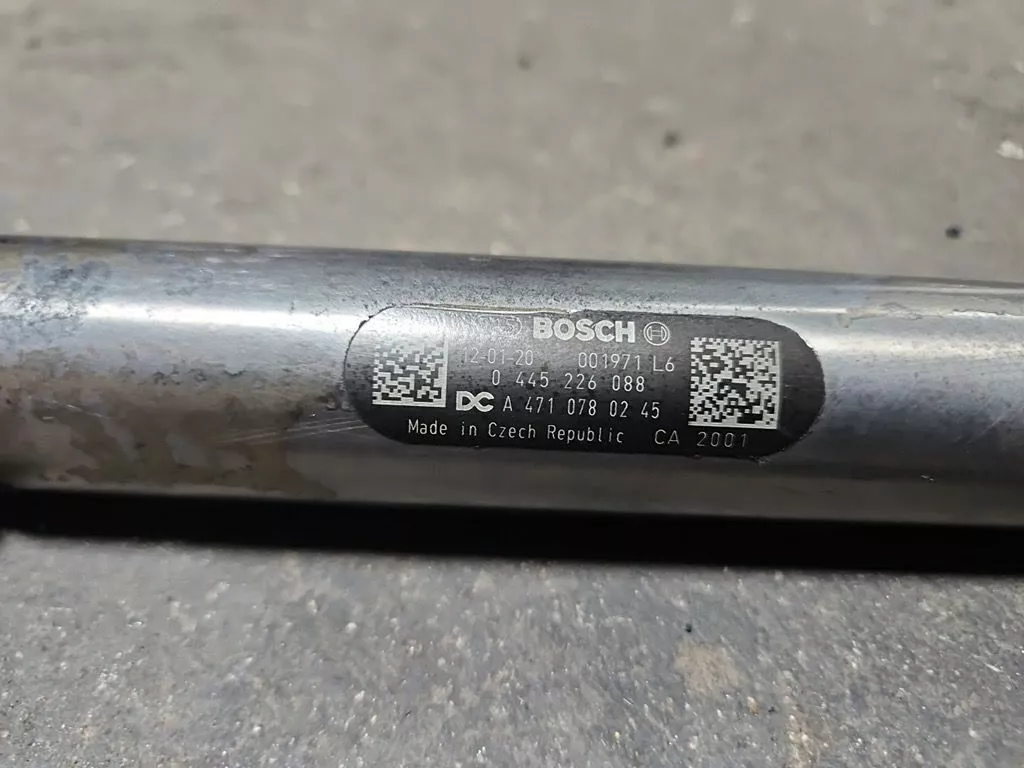 BOSCH
12-01-20 001971 L6
0 445 226 088
DC A 471 078 02 45
Made in Czech Republic CA 2001